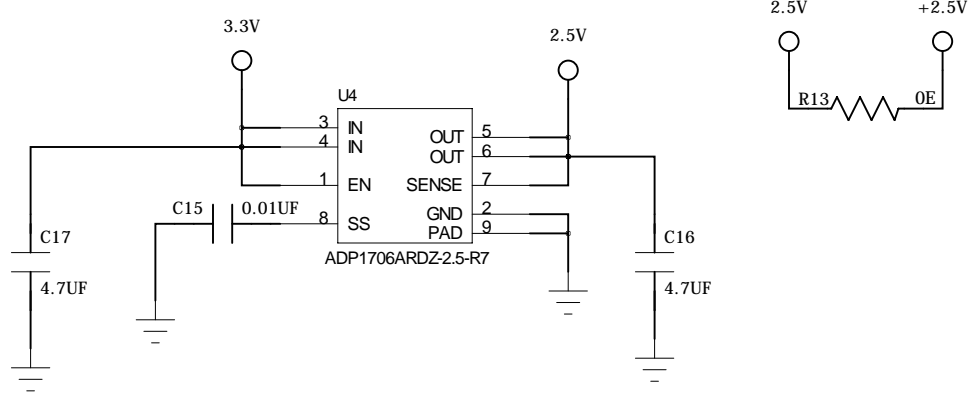 2.5V +2.5V
3.3V
2.5V
U4
R13 0E
3 IN OUT 5
4 IN OUT 6
1 EN SENSE 7
C15 0.01UF 8 SS GND 2
PAD 9
C17 C16
ADP1706ARDZ-2.5-R7
4.7UF 4.7UF